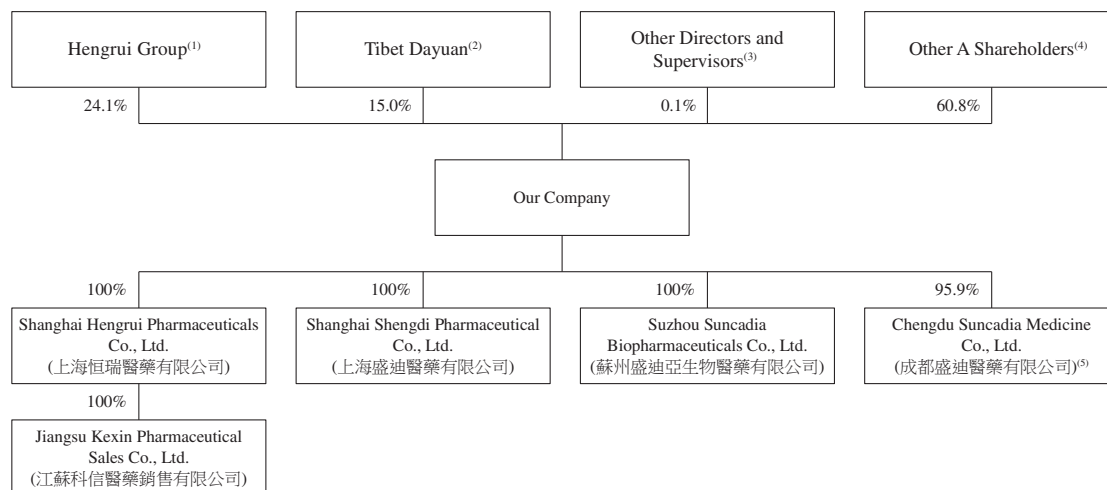 Hengrui Group(1)
Tibet Dayuan(2)
Other Directors and
Supervisors(3)
Other A Shareholders(4)
24.1%
15.0%
0.1%
60.8%
Our Company
100%
100%
100%
95.9%
Shanghai Hengrui Pharmaceuticals
Co., Ltd.
(上海恒瑞醫藥有限公司)
Shanghai Shengdi Pharmaceutical
Co., Ltd.
(上海盛迪醫藥有限公司)
Suzhou Suncadia
Biopharmaceuticals Co., Ltd.
(蘇州盛迪亞生物醫藥有限公司)
Chengdu Suncadia Medicine
Co., Ltd.
(成都盛迪醫藥有限公司)(5)
100%
Jiangsu Kexin Pharmaceutical
Sales Co., Ltd.
(江蘇科信醫藥銷售有限公司)